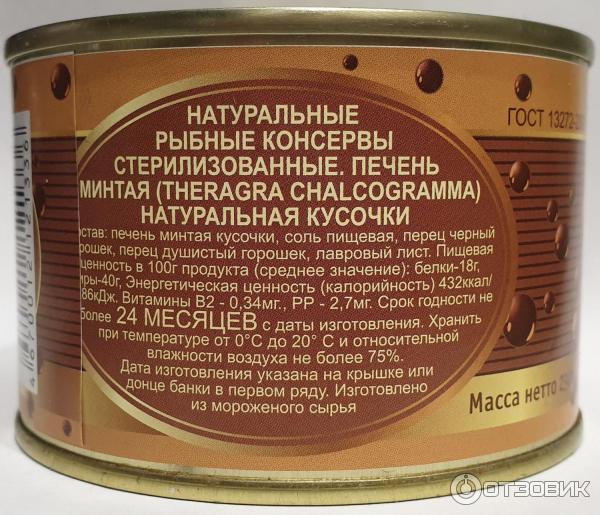 НАТУРАЛЬНЫЕ
РЫБНЫЕ КОНСЕРВЫ
СТЕРИЛИЗОВАННЫЕ. ПЕЧЕНЬ
МИНТАЯ (THERAGRA CHALCOGRAMMA)
НАТУРАЛЬНАЯ КУСОЧКИ
став: печень минтая кусочки, соль пищевая, перец черный
рошек, перец душистый горошек, лавровый лист. Пищевая
ценность в 100г продукта (среднее значение): белки-18г,
иры-40г, Энергетическая ценность (калорийность) 432ккал/
86кДж. Витамины B2 - 0,34мг., PP - 2,7мг. Срок годности не
более 24 МЕСЯЦЕВ с даты изготовления. Хранить
при температуре от 0°С до 20° С и относительной
влажности воздуха не более 75%.
Дата изготовления указана на крышке или
донце банки в первом ряду. Изготовлено
из мороженого сырья
ГОСТ 13272-
Масса нетто
ОТЗОВИК